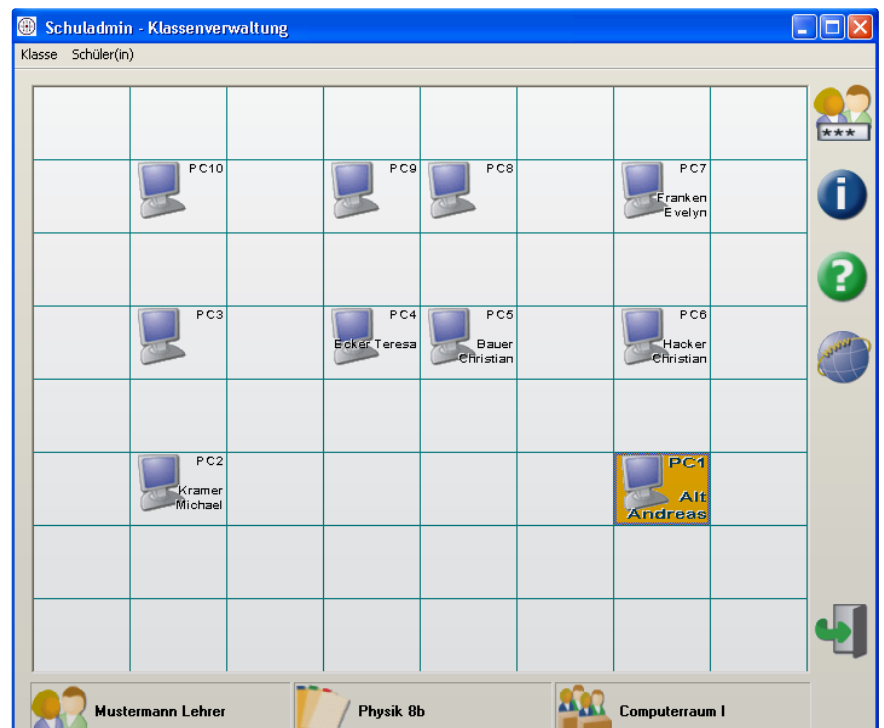 Schuladmin - Klassenverwaltung
Klasse Schüler(in)
***
PC10
PC9
PC8
PC7
Franken
Evelyn
PC3
PC4
Ecker Teresa
PC5
Bauer
Christian
PC6
Hacker
Christian
PC2
Kramer
Michael
PC1
Alt
Andreas
Mustermann Lehrer
Physik 8b
Computerraum I